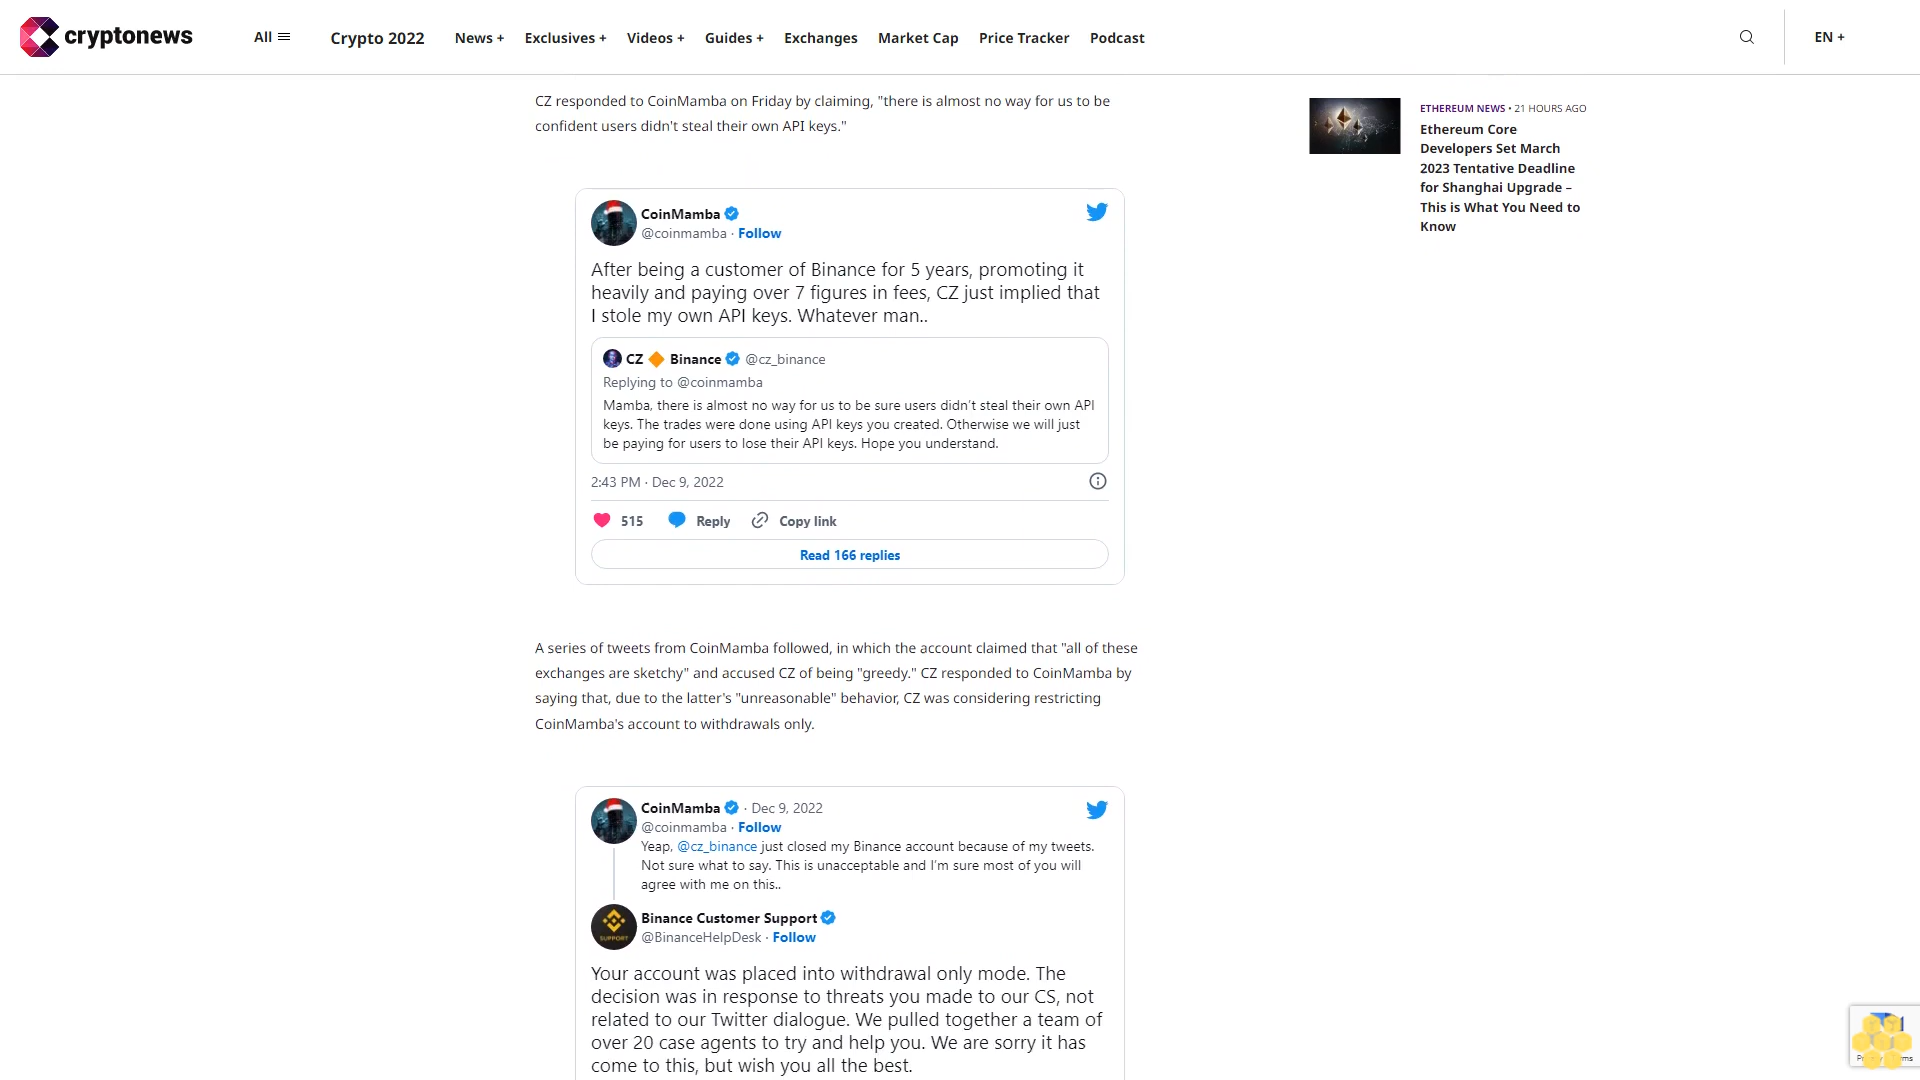 cryptonews
All
Crypto 2022
News +
Exclusives +
Videos +
Guides +
Exchanges
Market Cap
Price Tracker
Podcast
EN +
CZ responded to CoinMamba on Friday by claiming, "there is almost no way for us to be
confident users didn't steal their own API keys."
CoinMamba
@coinmamba · Follow
After being a customer of Binance for 5 years, promoting it
heavily and paying over 7 figures in fees, CZ just implied that
I stole my own API keys. Whatever man..
CZ 🔶 Binance @cz_binance
Replying to @coinmamba
Mamba, there is almost no way for us to be sure users didn’t steal their own API
keys. The trades were done using API keys you created. Otherwise we will just
be paying for users to lose their API keys. Hope you understand.
2:43 PM · Dec 9, 2022
515
Reply
Copy link
Read 166 replies
A series of tweets from CoinMamba followed, in which the account claimed that "all of these
exchanges are sketchy" and accused CZ of being "greedy." CZ responded to CoinMamba by
saying that, due to the latter's "unreasonable" behavior, CZ was considering restricting
CoinMamba's account to withdrawals only.
CoinMamba · Dec 9, 2022
@coinmamba · Follow
Yeap, @cz_binance just closed my Binance account because of my tweets.
Not sure what to say. This is unacceptable and I’m sure most of you will
agree with me on this..
SUPPORT
Binance Customer Support
@BinanceHelpDesk · Follow
Your account was placed into withdrawal only mode. The
decision was in response to threats you made to our CS, not
related to our Twitter dialogue. We pulled together a team of
over 20 case agents to try and help you. We are sorry it has
come to this, but wish you all the best.
ETHEREUM NEWS • 21 HOURS AGO
Ethereum Core
Developers Set March
2023 Tentative Deadline
for Shanghai Upgrade –
This is What You Need to
Know